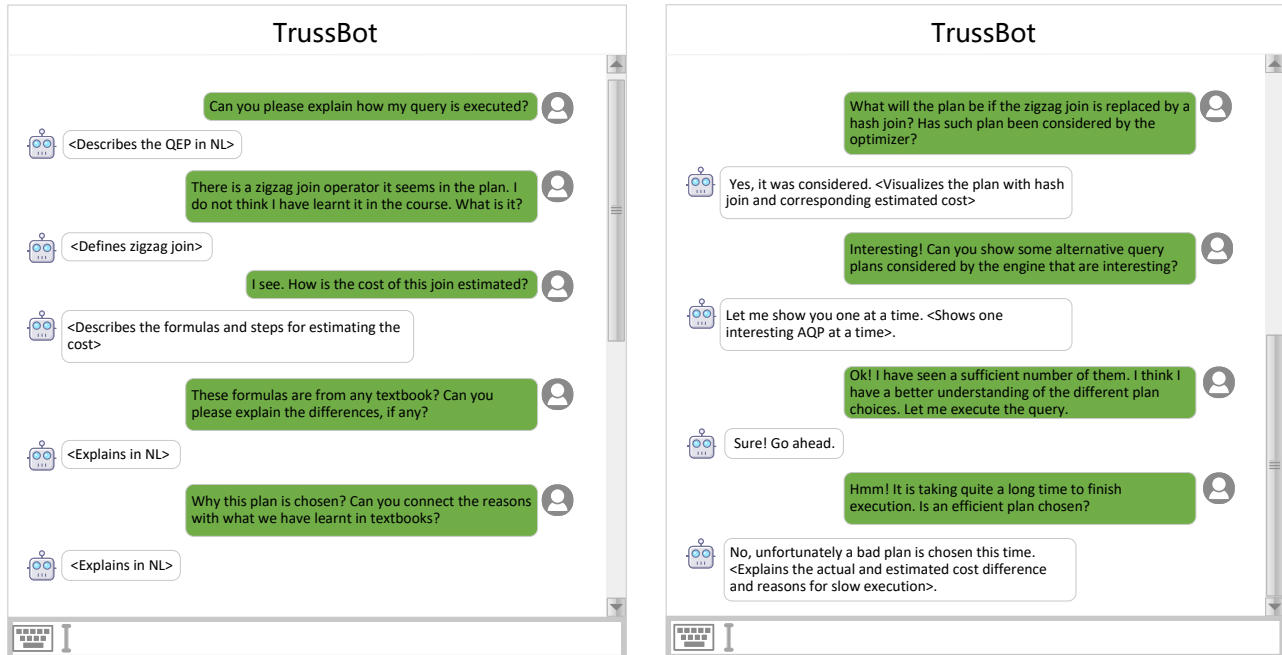 TrussBot
Can you please explain how my query is executed?
<Describes the QEP in NL>
There is a zigzag join operator it seems in the plan. I
do not think I have learnt it in the course. What is it?
<Defines zigzag join>
I see. How is the cost of this join estimated?
<Describes the formulas and steps for estimating the
cost>
These formulas are from any textbook? Can you
please explain the differences, if any?
<Explains in NL>
Why this plan is chosen? Can you connect the reasons
with what we have learnt in textbooks?
<Explains in NL>
TrussBot
What will the plan be if the zigzag join is replaced by a
hash join? Has such plan been considered by the
optimizer?
Yes, it was considered. <Visualizes the plan with hash
join and corresponding estimated cost>
Interesting! Can you show some alternative query
plans considered by the engine that are interesting?
Let me show you one at a time. <Shows one
interesting AQP at a time>.
Ok! I have seen a sufficient number of them. I think I
have a better understanding of the different plan
choices. Let me execute the query.
Sure! Go ahead.
Hmm! It is taking quite a long time to finish
execution. Is an efficient plan chosen?
No, unfortunately a bad plan is chosen this time.
<Explains the actual and estimated cost difference
and reasons for slow execution>.